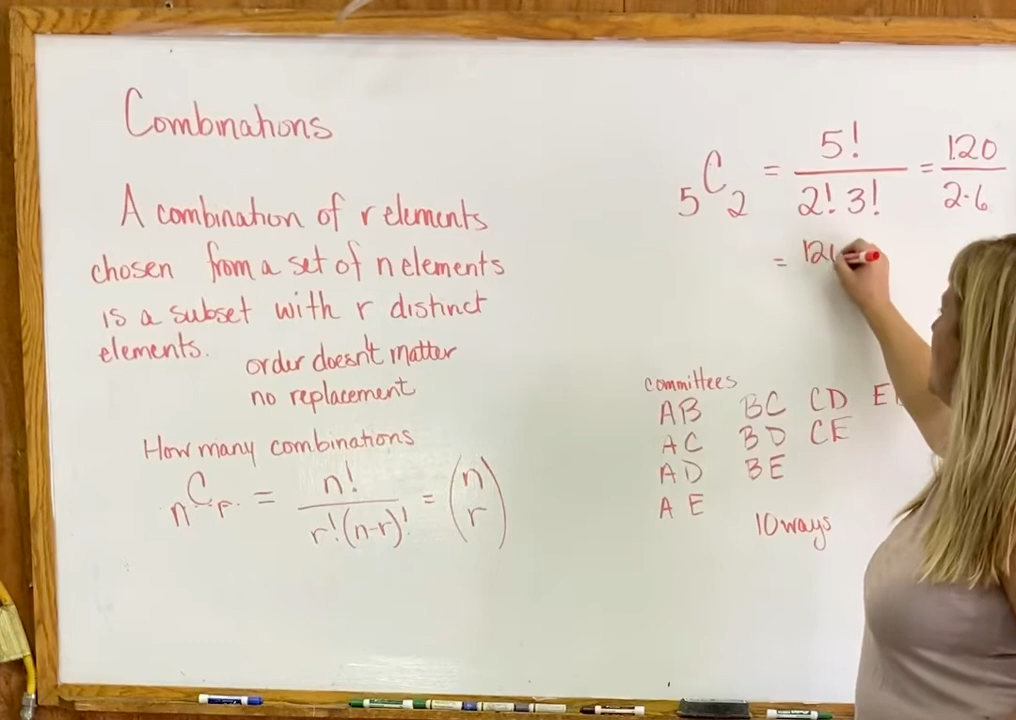 Combinations
A combination of r elements
chosen from a set of n elements
is a subset with r distinct
elements.
order doesn't matter
no replacement
How many combinations
nCr = n! / r!(n-r)! = (n r)
5C2 = 5! / 2! 3! = 120 / 2·6
= 12
committees
AB BC CD
AC BD CE
AD BE
AE
10 ways